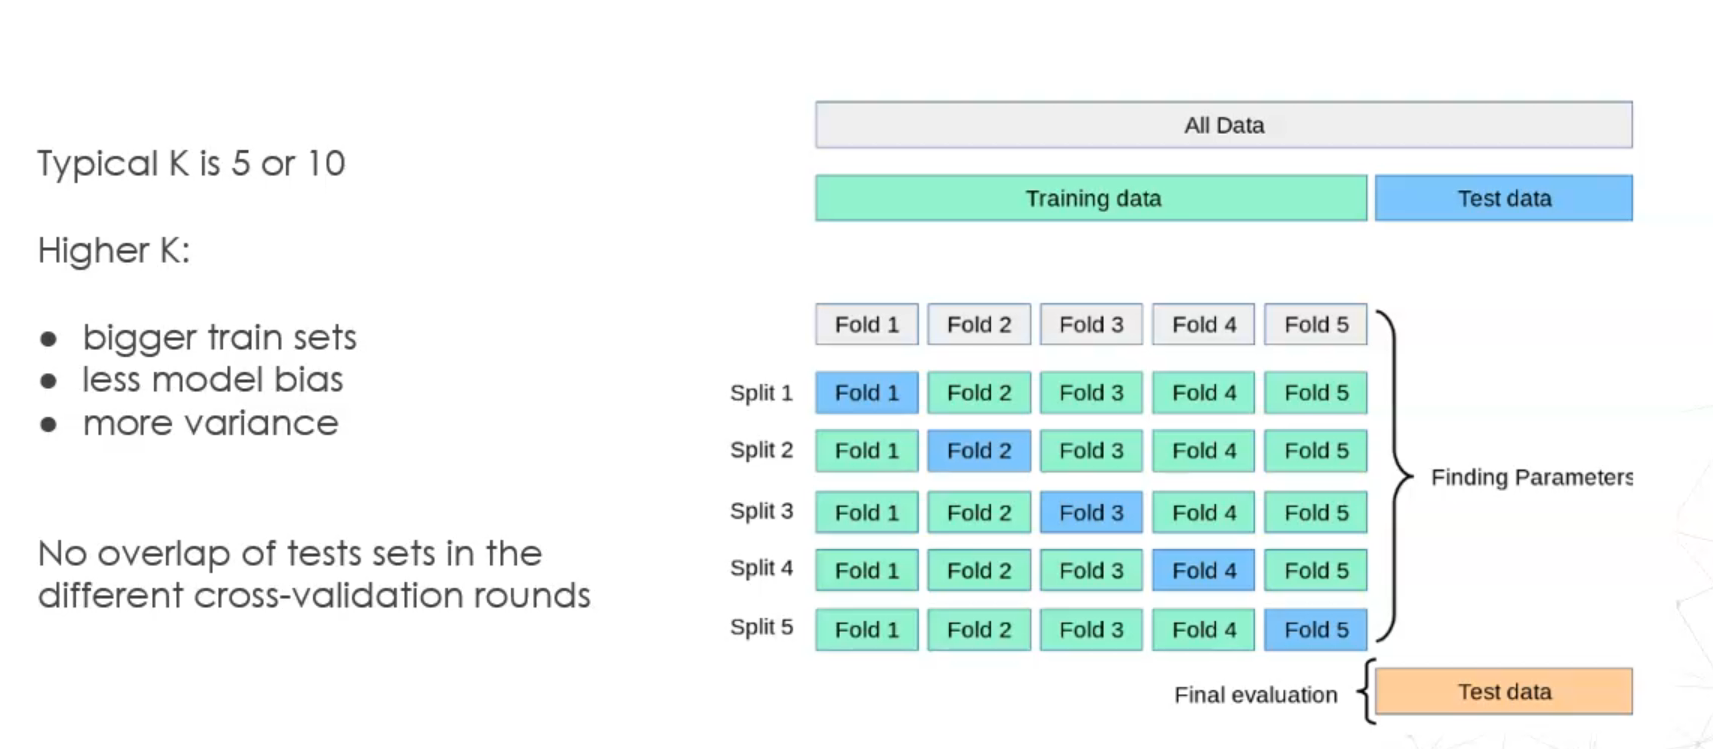 Typical K is 5 or 10
Higher K:
● bigger train sets
● less model bias
● more variance
No overlap of tests sets in the
different cross-validation rounds
All Data
Training data Test data
Fold 1 Fold 2 Fold 3 Fold 4 Fold 5
Split 1 Fold 1 Fold 2 Fold 3 Fold 4 Fold 5
Split 2 Fold 1 Fold 2 Fold 3 Fold 4 Fold 5
Split 3 Fold 1 Fold 2 Fold 3 Fold 4 Fold 5
Split 4 Fold 1 Fold 2 Fold 3 Fold 4 Fold 5
Split 5 Fold 1 Fold 2 Fold 3 Fold 4 Fold 5
Finding Parameters
Final evaluation Test data